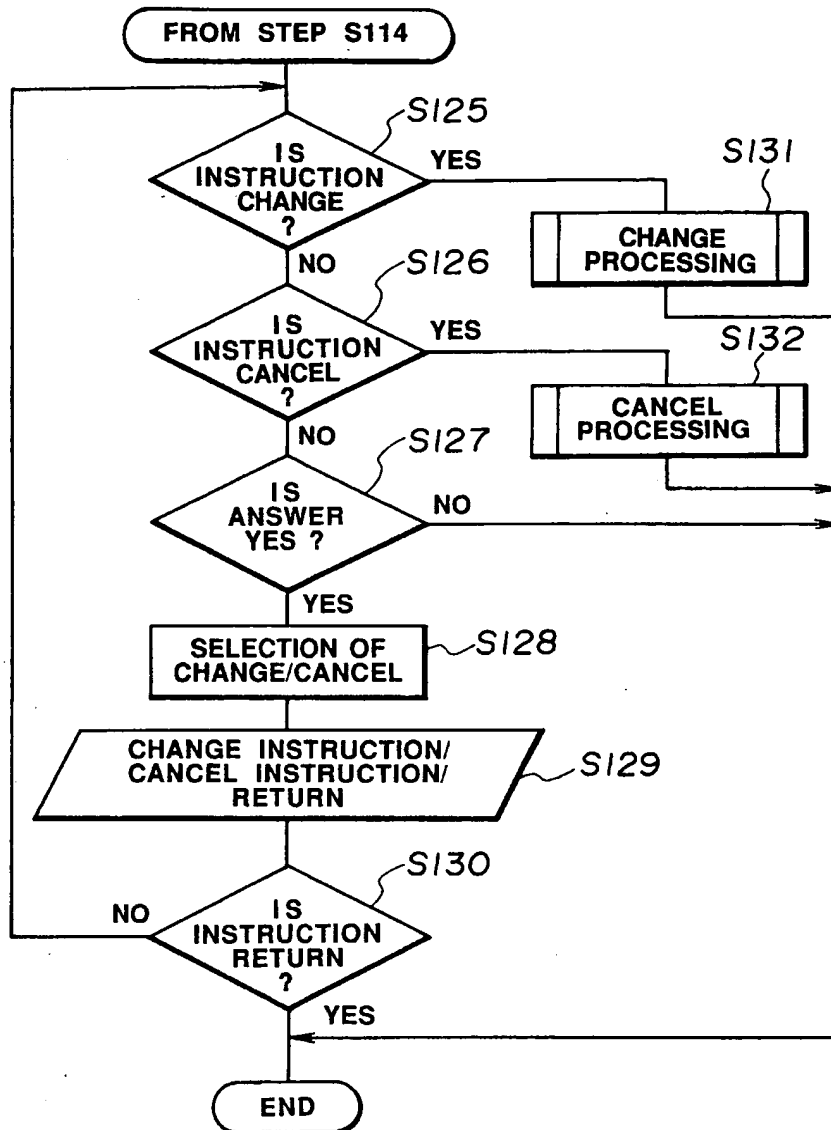 FROM STEP S114
S125
IS
INSTRUCTION
CHANGE
?
YES
NO
S131
CHANGE
PROCESSING
S126
IS
INSTRUCTION
CANCEL
?
YES
NO
S132
CANCEL
PROCESSING
S127
IS
ANSWER
YES ?
NO
YES
SELECTION OF
CHANGE/CANCEL
S128
CHANGE INSTRUCTION/
CANCEL INSTRUCTION/
RETURN
S129
S130
IS
INSTRUCTION
RETURN
?
NO
YES
END